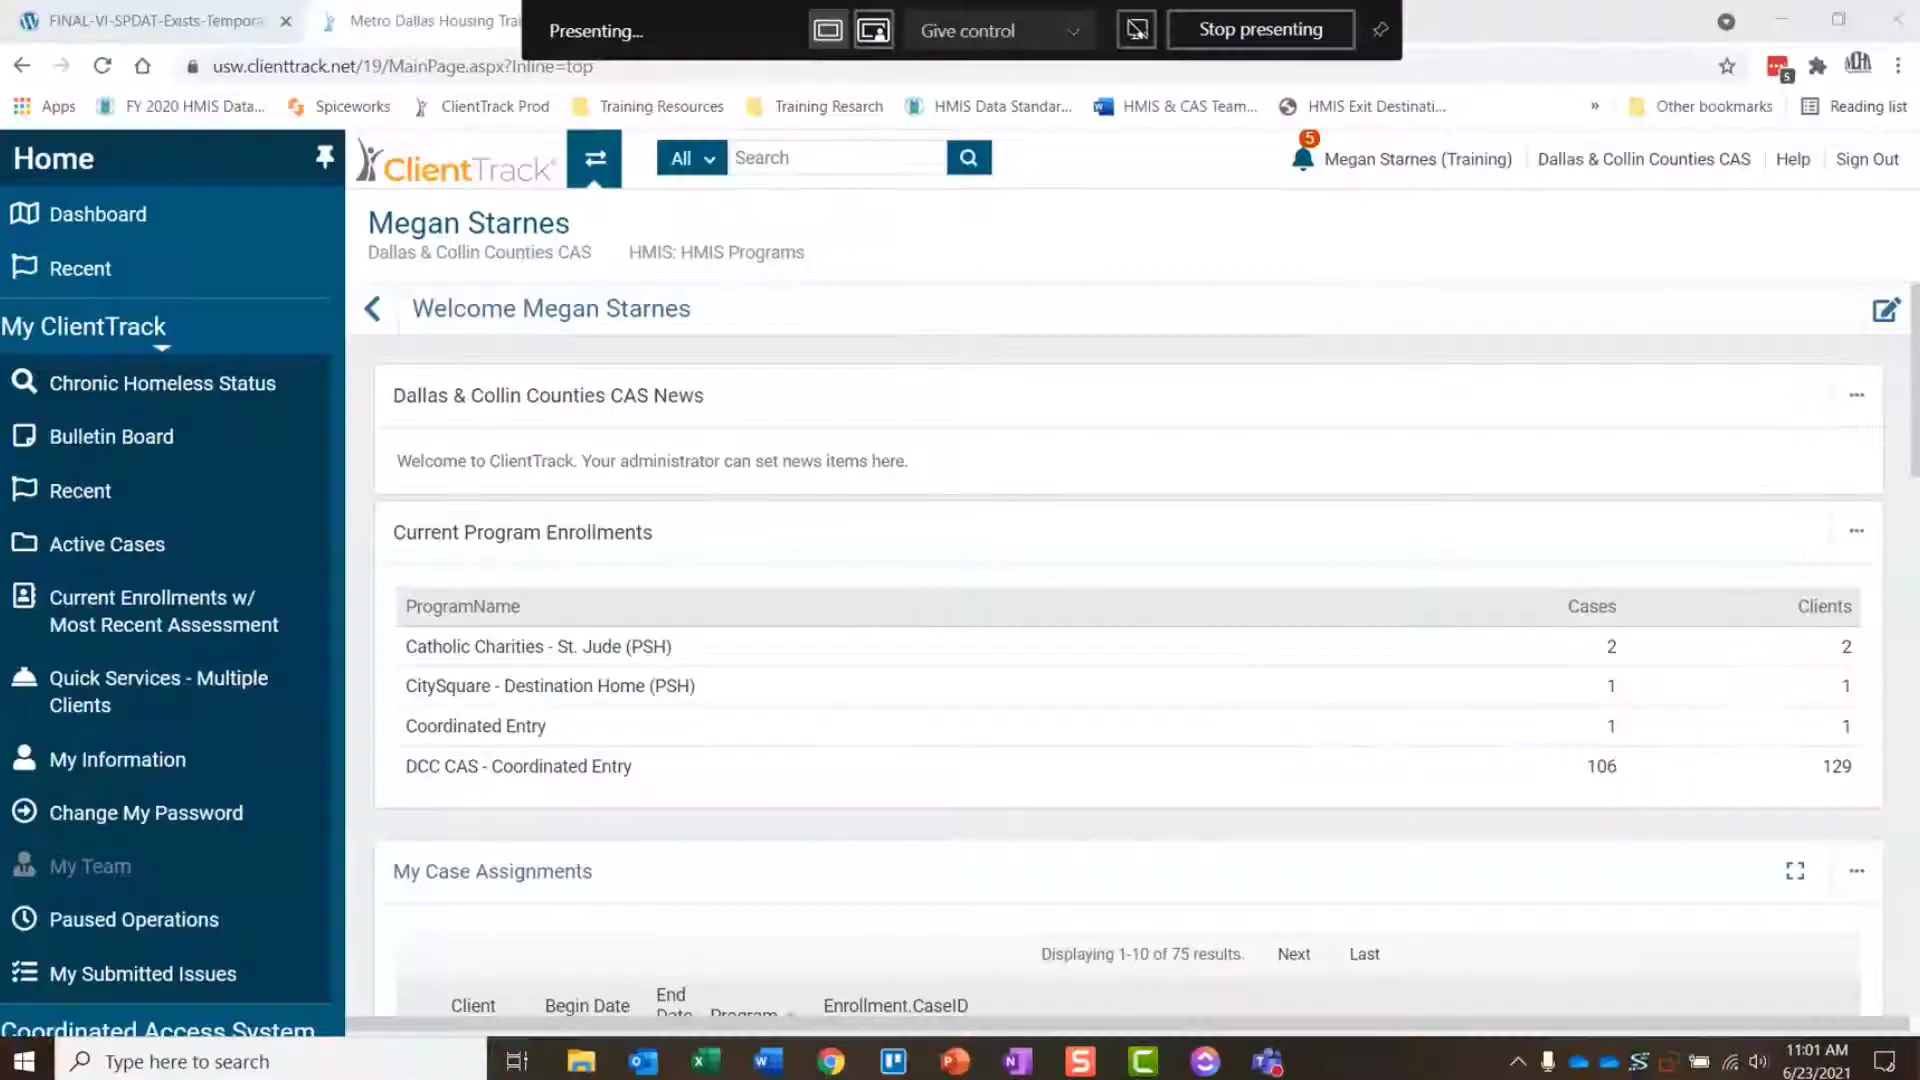 FINAL-VI-SPDAT-Exists-Tempora
Metro Dallas Housing Trai
Presenting...
Give control
Stop presenting
usw.clienttrack.net/19/MainPage.aspx?Inline=top
5
Apps
FY 2020 HMIS Data...
Spiceworks
ClientTrack Prod
Training Resources
Training Resarch
HMIS Data Standar...
HMIS & CAS Team...
HMIS Exit Destinati...
»
Other bookmarks
Reading list
Home
ClientTrack
All
Search
5
Megan Starnes (Training)
Dallas & Collin Counties CAS
Help
Sign Out
Dashboard
Recent
My ClientTrack
Chronic Homeless Status
Bulletin Board
Recent
Active Cases
Current Enrollments w/
Most Recent Assessment
Quick Services - Multiple
Clients
My Information
Change My Password
My Team
Paused Operations
My Submitted Issues
Coordinated Access System
Megan Starnes
Dallas & Collin Counties CAS
HMIS: HMIS Programs
Welcome Megan Starnes
Dallas & Collin Counties CAS News
Welcome to ClientTrack. Your administrator can set news items here.
Current Program Enrollments
ProgramName Cases Clients
Catholic Charities - St. Jude (PSH) 2 2
CitySquare - Destination Home (PSH) 1 1
Coordinated Entry 1 1
DCC CAS - Coordinated Entry 106 129
My Case Assignments
Displaying 1-10 of 75 results. Next Last
Client Begin Date End Date Program Enrollment.CaseID
Type here to search
11:01 AM
6/23/2021